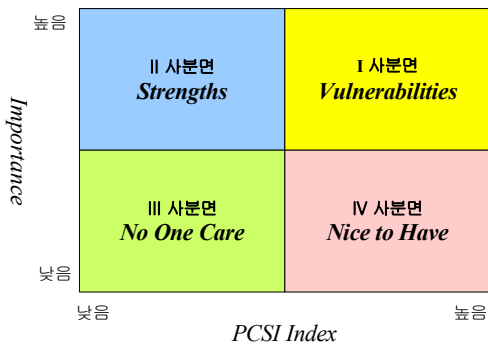 높음
Importance
낮음
Ⅱ 사분면
Strengths
Ⅰ 사분면
Vulnerabilities
Ⅲ 사분면
No One Care
Ⅳ 사분면
Nice to Have
낮음
높음
PCSI Index